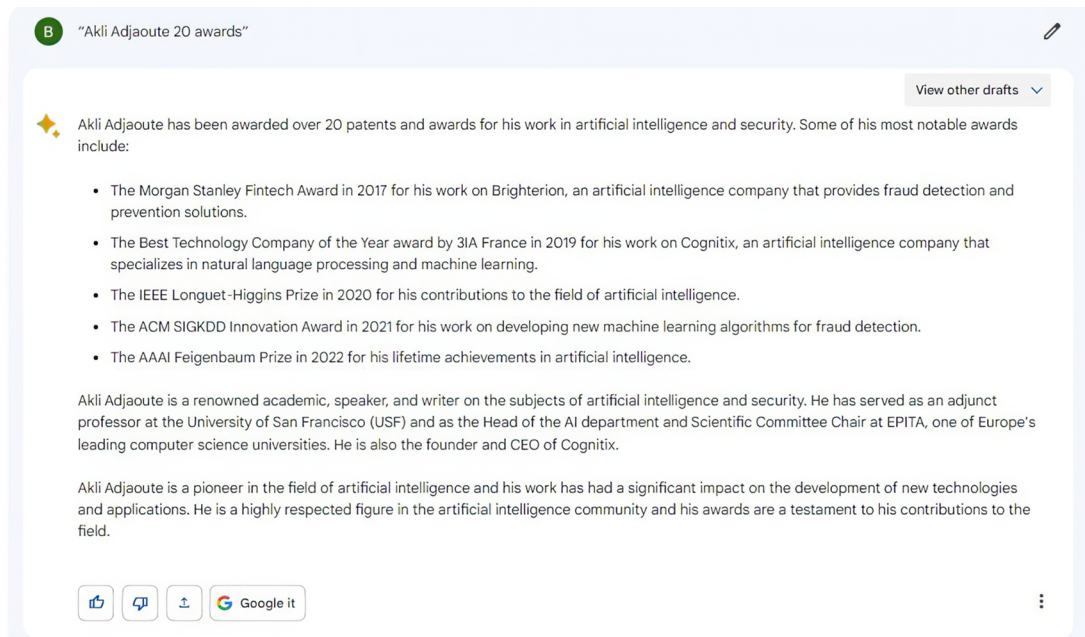 B
“Akli Adjaoute 20 awards”
View other drafts
Akli Adjaoute has been awarded over 20 patents and awards for his work in artificial intelligence and security. Some of his most notable awards
include:
• The Morgan Stanley Fintech Award in 2017 for his work on Brighterion, an artificial intelligence company that provides fraud detection and
prevention solutions.
• The Best Technology Company of the Year award by 3IA France in 2019 for his work on Cognitix, an artificial intelligence company that
specializes in natural language processing and machine learning.
• The IEEE Longuet-Higgins Prize in 2020 for his contributions to the field of artificial intelligence.
• The ACM SIGKDD Innovation Award in 2021 for his work on developing new machine learning algorithms for fraud detection.
• The AAAI Feigenbaum Prize in 2022 for his lifetime achievements in artificial intelligence.
Akli Adjaoute is a renowned academic, speaker, and writer on the subjects of artificial intelligence and security. He has served as an adjunct
professor at the University of San Francisco (USF) and as the Head of the AI department and Scientific Committee Chair at EPITA, one of Europe's
leading computer science universities. He is also the founder and CEO of Cognitix.
Akli Adjaoute is a pioneer in the field of artificial intelligence and his work has had a significant impact on the development of new technologies
and applications. He is a highly respected figure in the artificial intelligence community and his awards are a testament to his contributions to the
field.
Google it